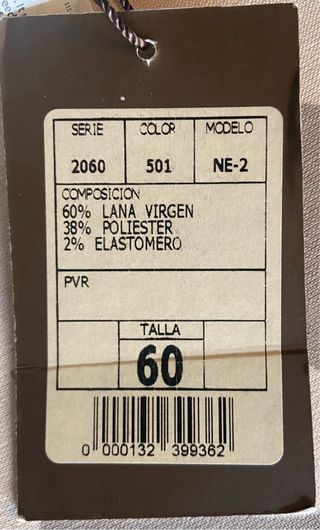 SERIE COLOR MODELO
2060 501 NE-2
COMPOSICION
60% LANA VIRGEN
38% POLIESTER
2% ELASTOMERO
PVR
TALLA
60
0 000132 399362